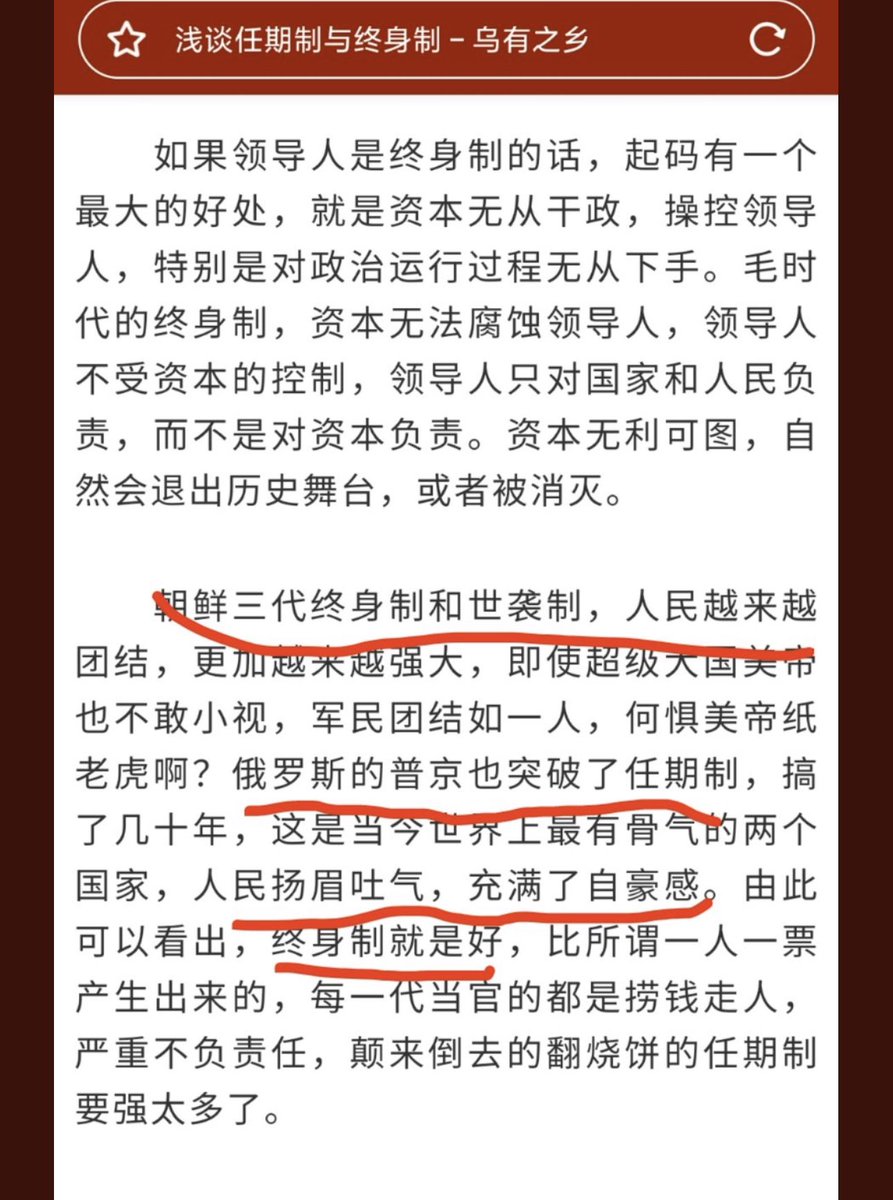 浅谈任期制与终身制 – 乌有之乡
如果领导人是终身制的话，起码有一个
最大的好处，就是资本无从干政，操控领导
人，特别是对政治运行过程无从下手。毛时
代的终身制，资本无法腐蚀领导人，领导人
不受资本的控制，领导人只对国家和人民负
责，而不是对资本负责。资本无利可图，自
然会退出历史舞台，或者被消灭。
朝鲜三代终身制和世袭制，人民越来越
团结，更加越来越强大，即使超级大国美帝
也不敢小视，军民团结如一人，何惧美帝纸
老虎啊？俄罗斯的普京也突破了任期制，搞
了几十年，这是当今世界上最有骨气的两个
国家，人民扬眉吐气，充满了自豪感。由此
可以看出，终身制就是好，比所谓一人一票
产生出来的，每一代当官的都是捞钱走人，
严重不负责任，颠来倒去的翻烧饼的任期制
要强太多了。